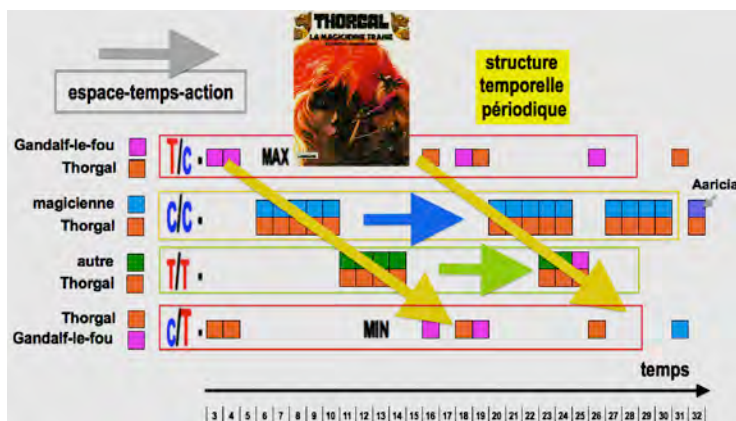 THORGAL
LA MAGICIENNE TRAHIE
espace-temps-action
structure
temporelle
périodique
Gandalf-le-fou
Thorgal
T/C
MAX
Aaricia
magicienne
Thorgal
C/C
autre
Thorgal
T/T
Thorgal
Gandalf-le-fou
C/T
MIN
temps
3 4 5 6 7 8 9 10 11 12 13 14 15 16 17 18 19 20 21 22 23 24 25 26 27 28 29 30 31 32